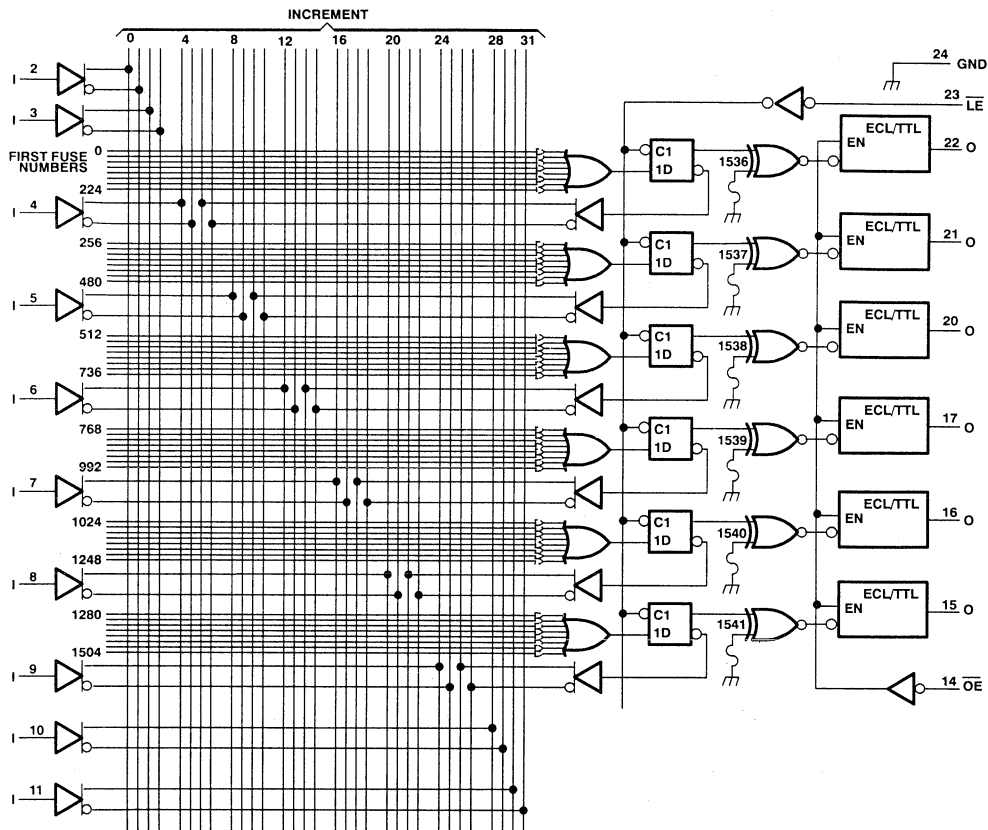 INCREMENT
0 4 8 12 16 20 24 28 31
24 GND
I 2
23 LE
I 3
ECL/TTL
EN
22 O
FIRST FUSE NUMBERS
0
C1
1D
1536
224
I 4
ECL/TTL
EN
21 O
256
C1
1D
1537
480
I 5
ECL/TTL
EN
20 O
512
C1
1D
1538
736
I 6
ECL/TTL
EN
17 O
768
C1
1D
1539
992
I 7
ECL/TTL
EN
16 O
1024
C1
1D
1540
1248
I 8
ECL/TTL
EN
15 O
1280
C1
1D
1541
1504
I 9
14 OE
I 10
I 11